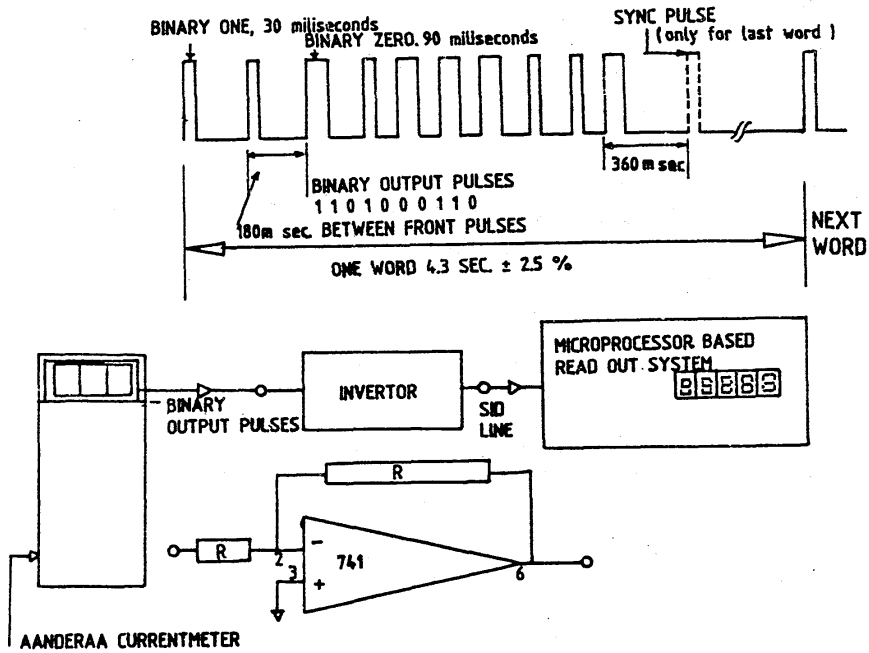 BINARY ONE, 30 miliseconds
BINARY ZERO. 90 miliseconds
SYNC PULSE
(only for last word)
360 m sec
BINARY OUTPUT PULSES
1 1 0 1 0 0 0 1 1 0
180m sec. BETWEEN FRONT PULSES
NEXT
WORD
ONE WORD 4.3 SEC. ± 2.5 %
MICROPROCESSOR BASED
READ OUT SYSTEM
BINARY
OUTPUT PULSES
INVERTOR
SID
LINE
R
R
2
3
741
6
-
+
AANDERAA CURRENTMETER